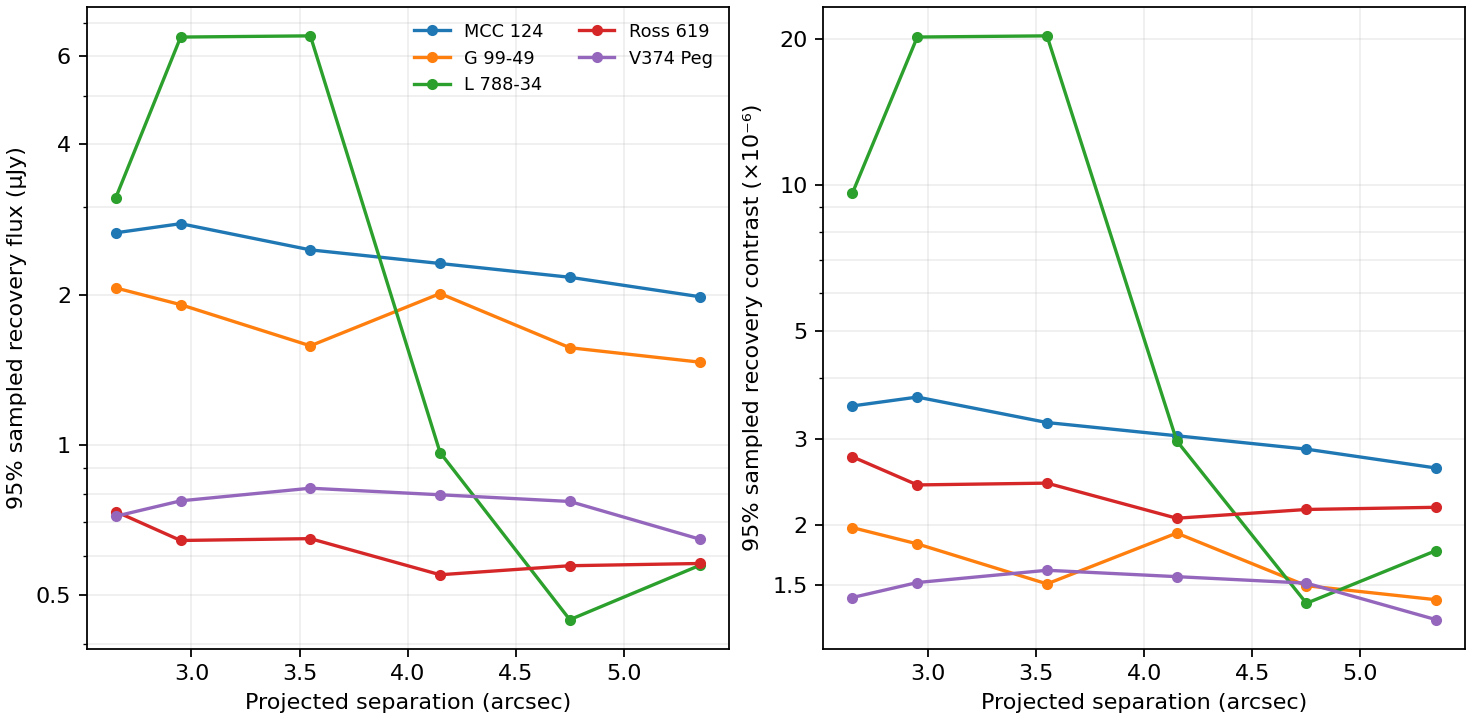 95% sampled recovery flux (μJy)
6
4
2
1
0.5
3.0 3.5 4.0 4.5 5.0
Projected separation (arcsec)
MCC 124
G 99-49
L 788-34
Ross 619
V374 Peg
95% sampled recovery contrast (×10⁻⁶)
20
10
5
3
2
1.5
3.0 3.5 4.0 4.5 5.0
Projected separation (arcsec)